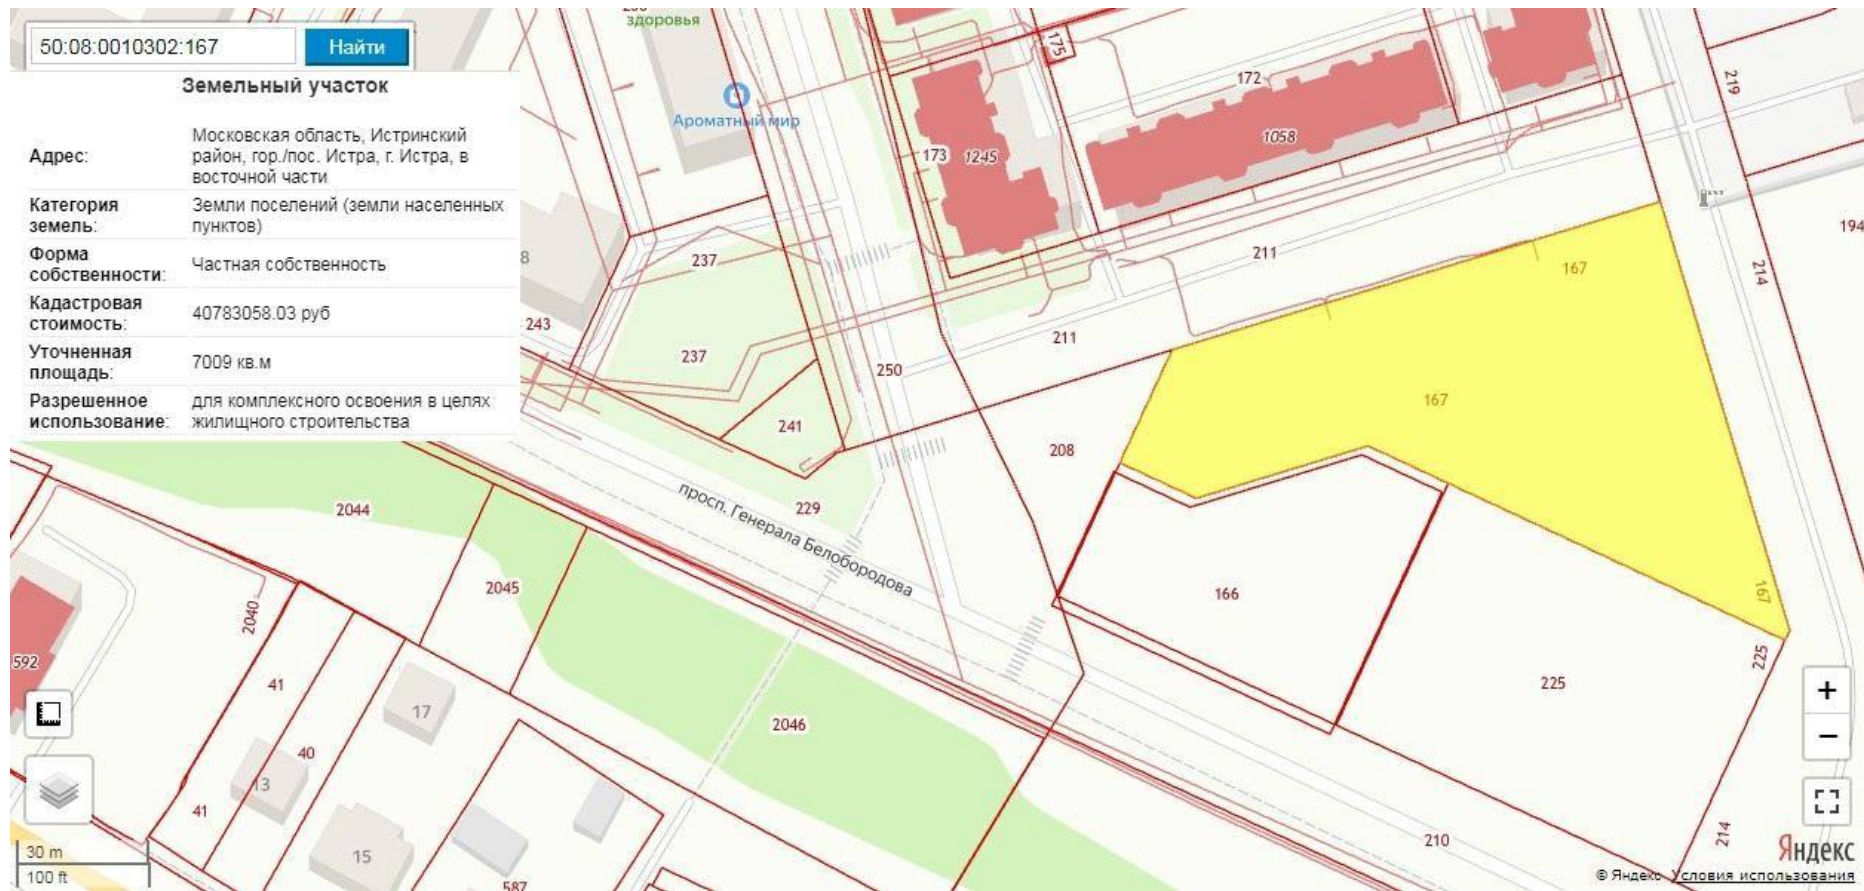 50:08:0010302:167
Найти
Земельный участок
Адрес:
Московская область, Истринский
район, гор./пос. Истра, г. Истра, в
восточной части
Категория
земель:
Земли поселений (земли населенных
пунктов)
Форма
собственности:
Частная собственность
Кадастровая
стоимость:
40783058.03 руб
Уточненная
площадь:
7009 кв.м
Разрешенное
использование:
для комплексного освоения в целях
жилищного строительства
здоровья
Ароматный мир
175
172
219
1058
173
1245
194
237
8
211
167
214
243
211
237
250
167
241
208
2044
229
просп. Генерала Белобородова
2045
166
167
2040
592
225
41
225
17
2046
+
−
40
13
41
210
214
15
587
30 m
100 ft
Яндекс
© Яндекс Условия использования